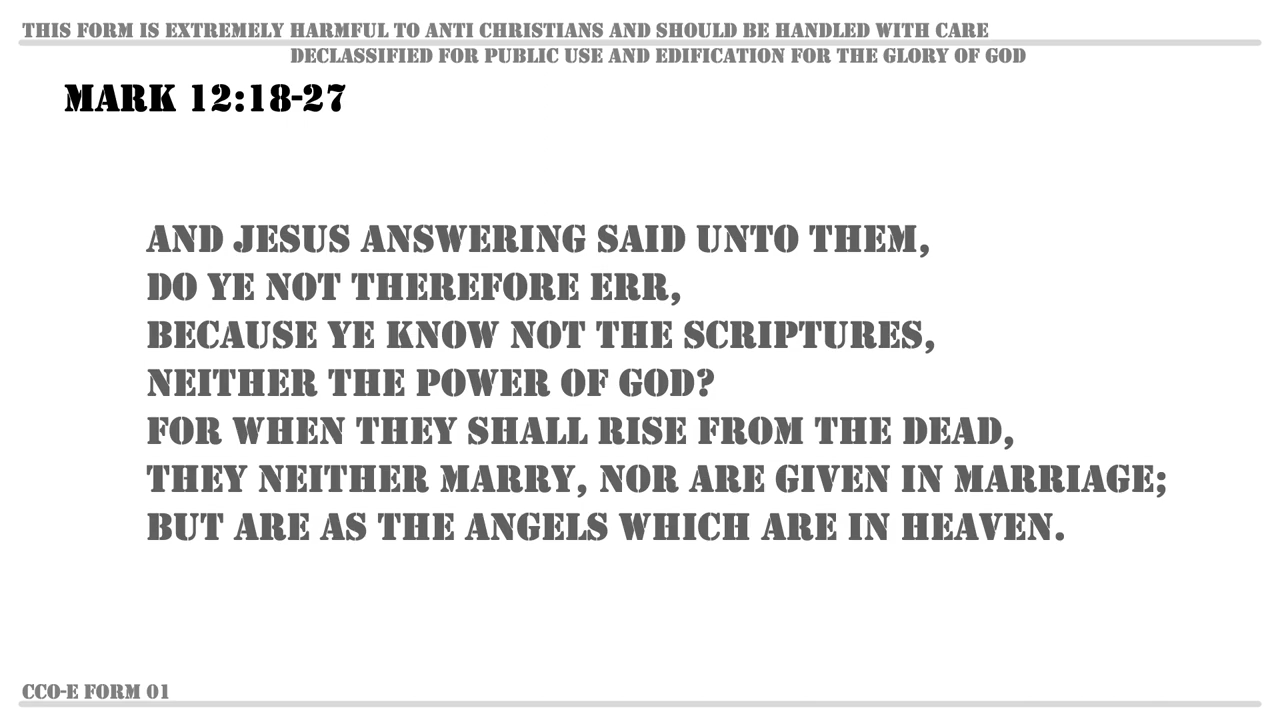 THIS FORM IS EXTREMELY HARMFUL TO ANTI CHRISTIANS AND SHOULD BE HANDLED WITH CARE
DECLASSIFIED FOR PUBLIC USE AND EDIFICATION FOR THE GLORY OF GOD
MARK 12:18-27
AND JESUS ANSWERING SAID UNTO THEM,
DO YE NOT THEREFORE ERR,
BECAUSE YE KNOW NOT THE SCRIPTURES,
NEITHER THE POWER OF GOD?
FOR WHEN THEY SHALL RISE FROM THE DEAD,
THEY NEITHER MARRY, NOR ARE GIVEN IN MARRIAGE;
BUT ARE AS THE ANGELS WHICH ARE IN HEAVEN.
CCO-E FORM 01